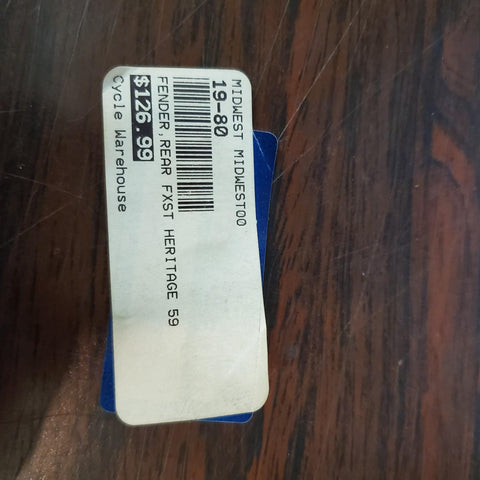 MIDWEST MIDWEST00
19-80
FENDER,REAR FXST HERITAGE 59
$126.99
Cycle Warehouse